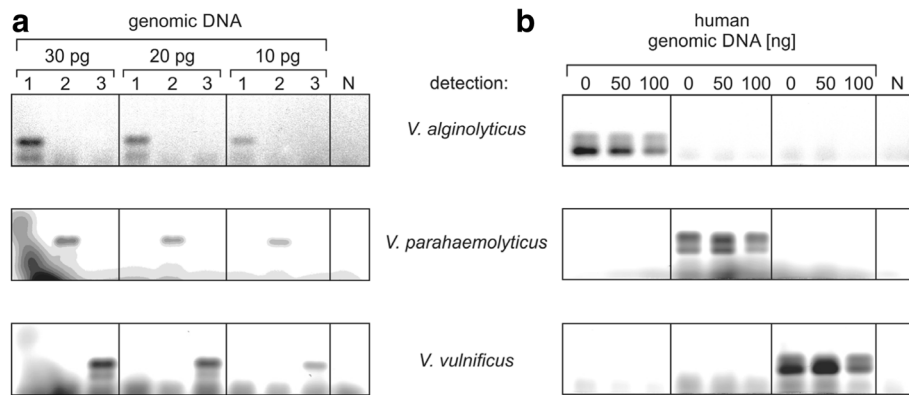 a
genomic DNA
30 pg 20 pg 10 pg
1 2 3 1 2 3 1 2 3 N
b
human
genomic DNA [ng]
detection: 0 50 100 0 50 100 0 50 100 N
V. alginolyticus
V. parahaemolyticus
V. vulnificus